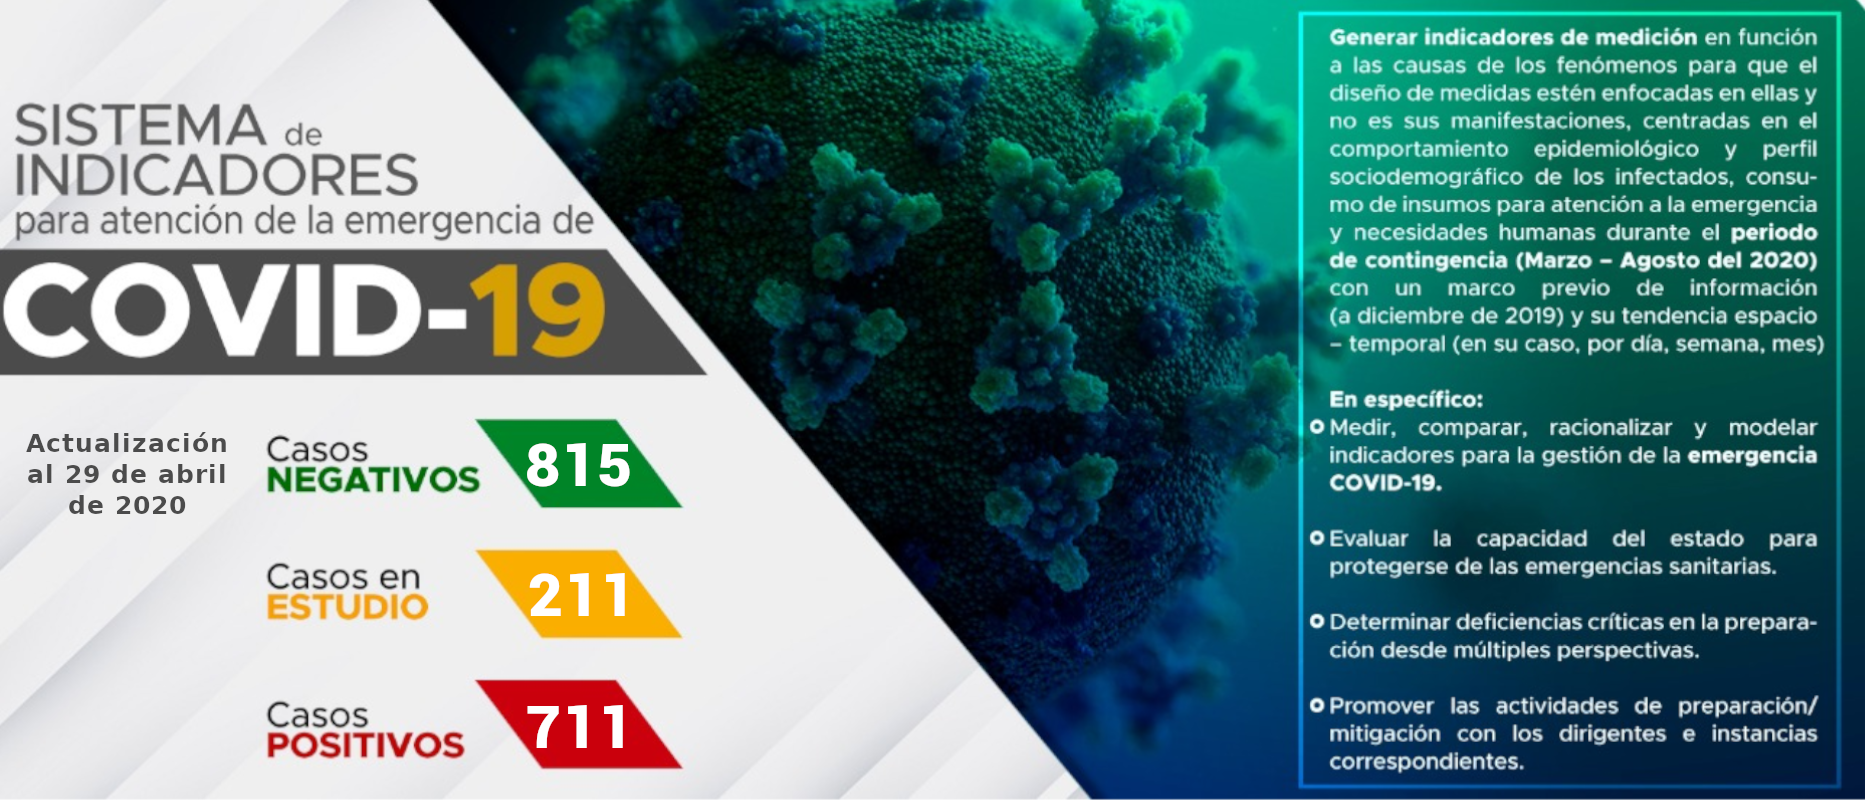 SISTEMA de
INDICADORES
para atención de la emergencia de
COVID-19
Actualización
al 29 de abril
de 2020
Casos
NEGATIVOS
815
Casos en
ESTUDIO
211
Casos
POSITIVOS
711
Generar indicadores de medición en función
a las causas de los fenómenos para que el
diseño de medidas estén enfocadas en ellas y
no es sus manifestaciones, centradas en el
comportamiento epidemiológico y perfil
sociodemográfico de los infectados, consu-
mo de insumos para atención a la emergencia
y necesidades humanas durante el periodo
de contingencia (Marzo – Agosto del 2020)
con un marco previo de información
(a diciembre de 2019) y su tendencia espacio
– temporal (en su caso, por día, semana, mes)
En específico:
Medir, comparar, racionalizar y modelar
indicadores para la gestión de la emergencia
COVID-19.
Evaluar la capacidad del estado para
protegerse de las emergencias sanitarias.
Determinar deficiencias críticas en la prepara-
ción desde múltiples perspectivas.
Promover las actividades de preparación/
mitigación con los dirigentes e instancias
correspondientes.